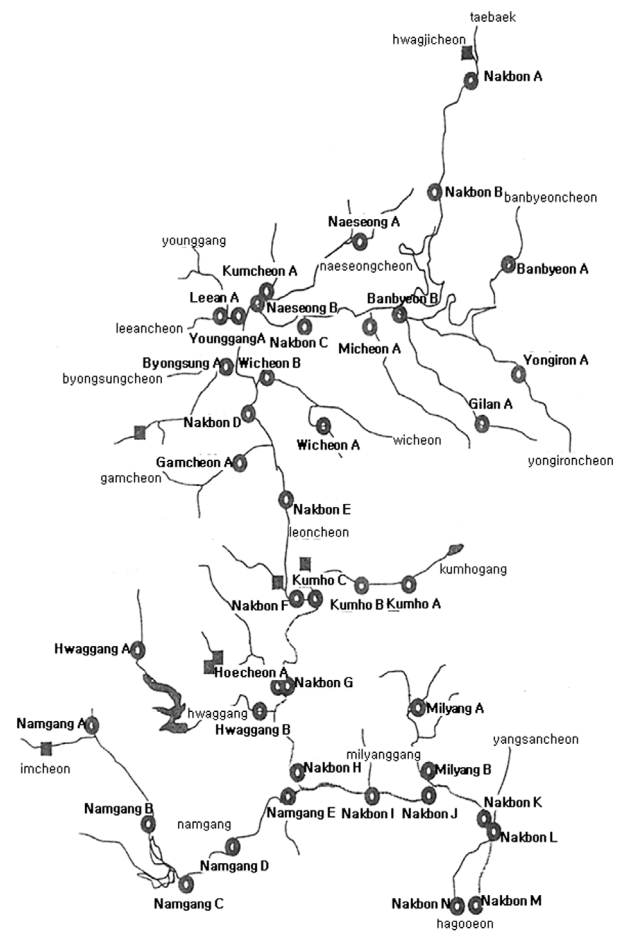 taebaek
hwagjicheon
Nakbon A
Nakbon B
banbyeoncheon
Naeseong A
younggang
naeseongcheon
Kumcheon A
Banbyeon A
Leean A
Naeseong B
Banbyeon B
leeancheon
YounggangA
Nakbon C
Micheon A
Byongsung A
Wicheon B
Yongiron A
byongsungcheon
Gilan A
Nakbon D
Wicheon A
wicheon
Gamcheon A
yongironcheon
gamcheon
Nakbon E
leoncheon
kumhogang
Kumho C
Nakbon F
Kumho B
Kumho A
Hwaggang A
Hoecheon A
Nakbon G
hwaggang
Milyang A
Namgang A
Hwaggang B
yangsancheon
imcheon
milyanggang
Nakbon H
Milyang B
Namgang B
Namgang E
Nakbon I
Nakbon J
Nakbon K
namgang
Nakbon L
Namgang D
Namgang C
Nakbon N
Nakbon M
hagooeon